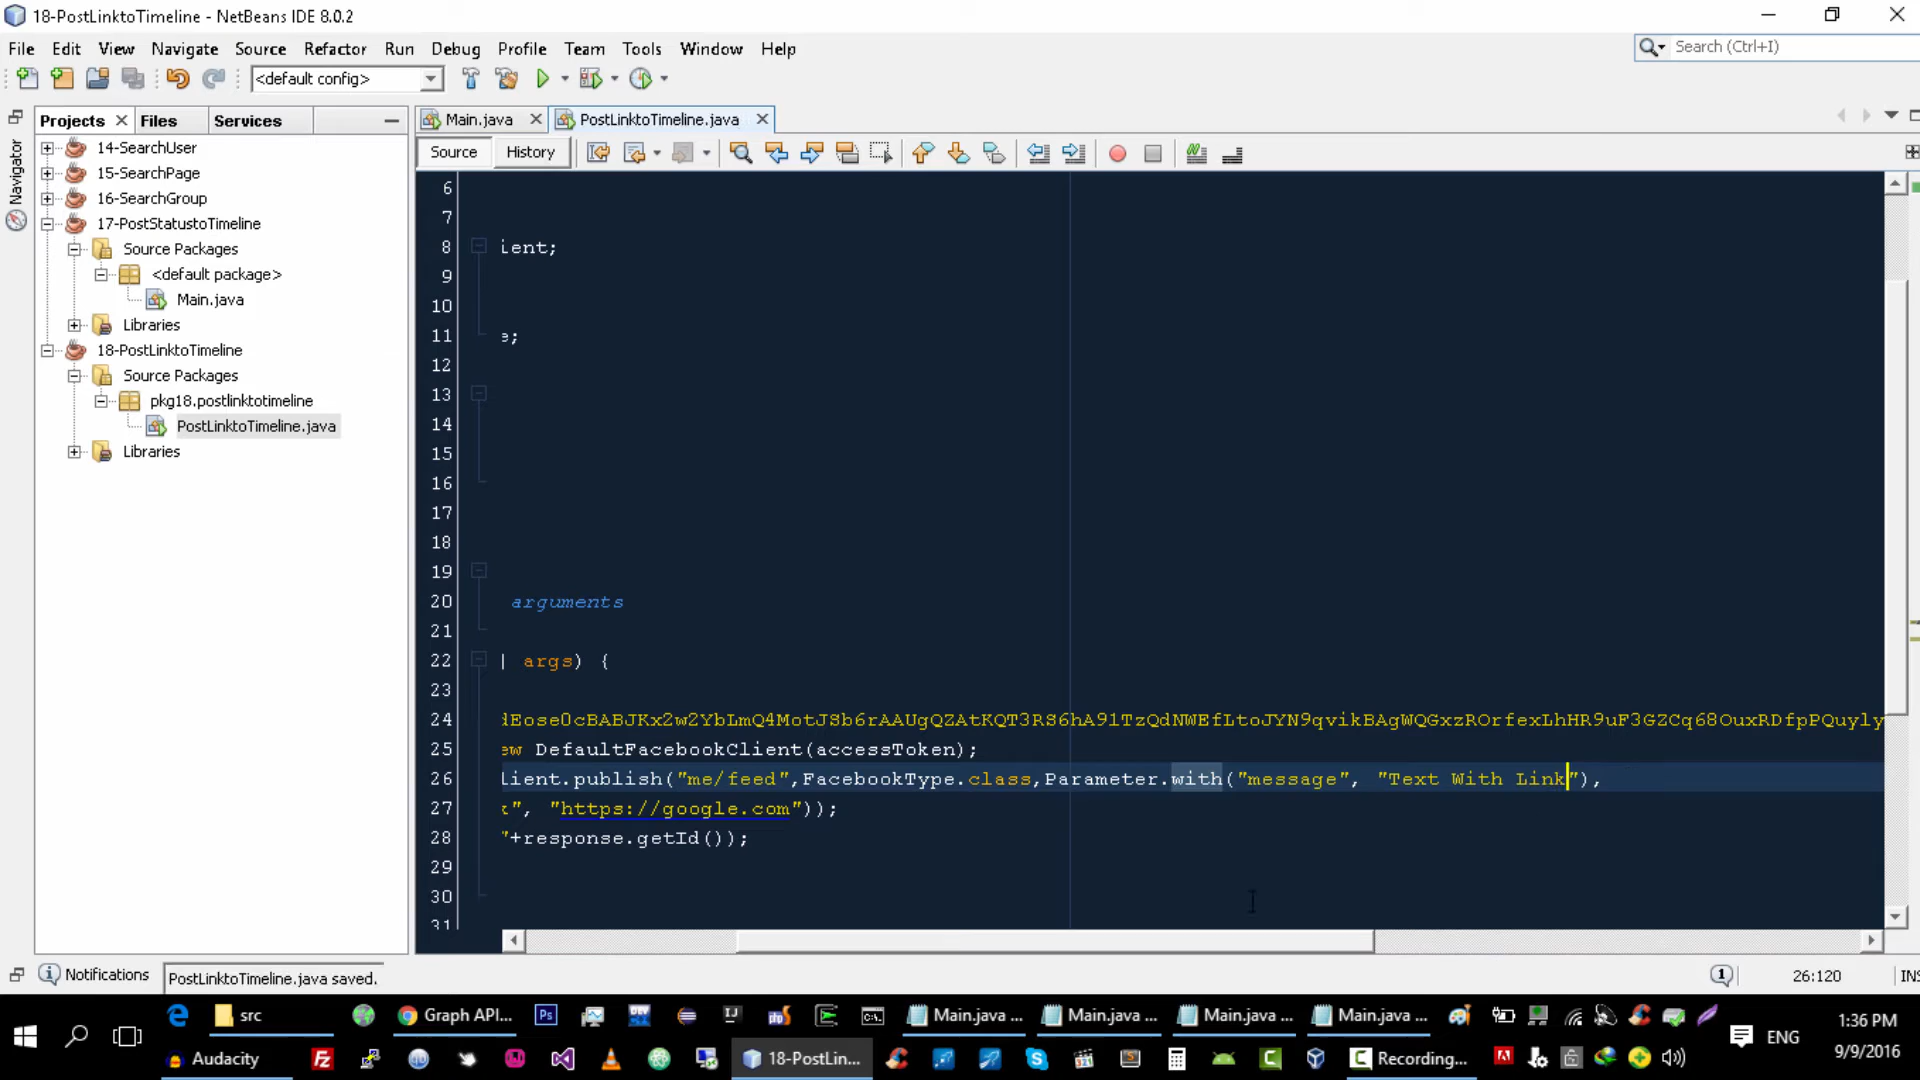 18-PostLinktoTimeline - NetBeans IDE 8.0.2
File Edit View Navigate Source Refactor Run Debug Profile Team Tools Window Help
Search (Ctrl+I)
<default config>
Projects Files Services
Main.java PostLinktoTimeline.java
Navigator
Source History
14-SearchUser
15-SearchPage
16-SearchGroup
17-PostStatustoTimeline
Source Packages
<default package>
Main.java
Libraries
18-PostLinktoTimeline
Source Packages
pkg18.postlinktotimeline
PostLinktoTimeline.java
Libraries
6
7
8 ient;
9
10
11 e;
12
13
14
15
16
17
18
19
20 arguments
21
22 args) {
23
24 dEose0cBABJKx2w2YbLmQ4MotJSb6rAAUgQZAtKQT3RS6hA91TzQdNWEfLtoJYN9qvikBAgWQGxzROrfexLhHR9uF3GZCq68OuxRDfpPQuyly
25 ew DefaultFacebookClient(accessToken);
26 lient.publish("me/feed",FacebookType.class,Parameter.with("message", "Text With Link"),
27 k", "https://google.com"));
28 "+response.getId());
29
30
31
Notifications PostLinktoTimeline.java saved.
1
26:120 INS
src Graph API... Main.java ... Main.java ... Main.java ... Main.java ...
Audacity 18-PostLin... Recording...
ENG
1:36 PM
9/9/2016